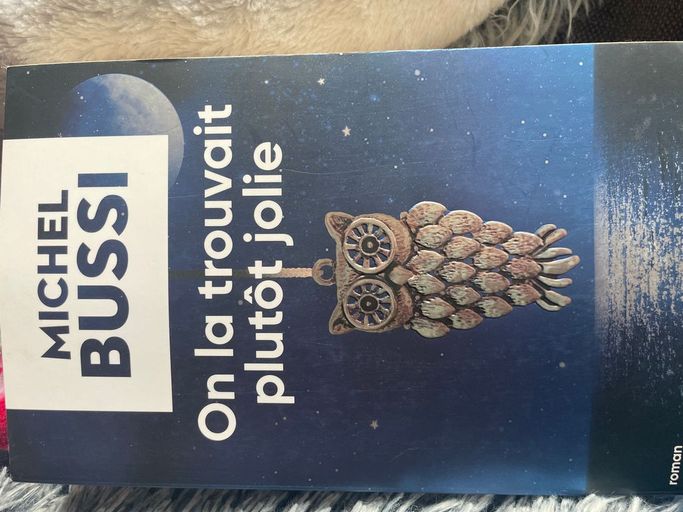 MICHEL
BUSSI
On la trouvait
plutôt jolie
roman